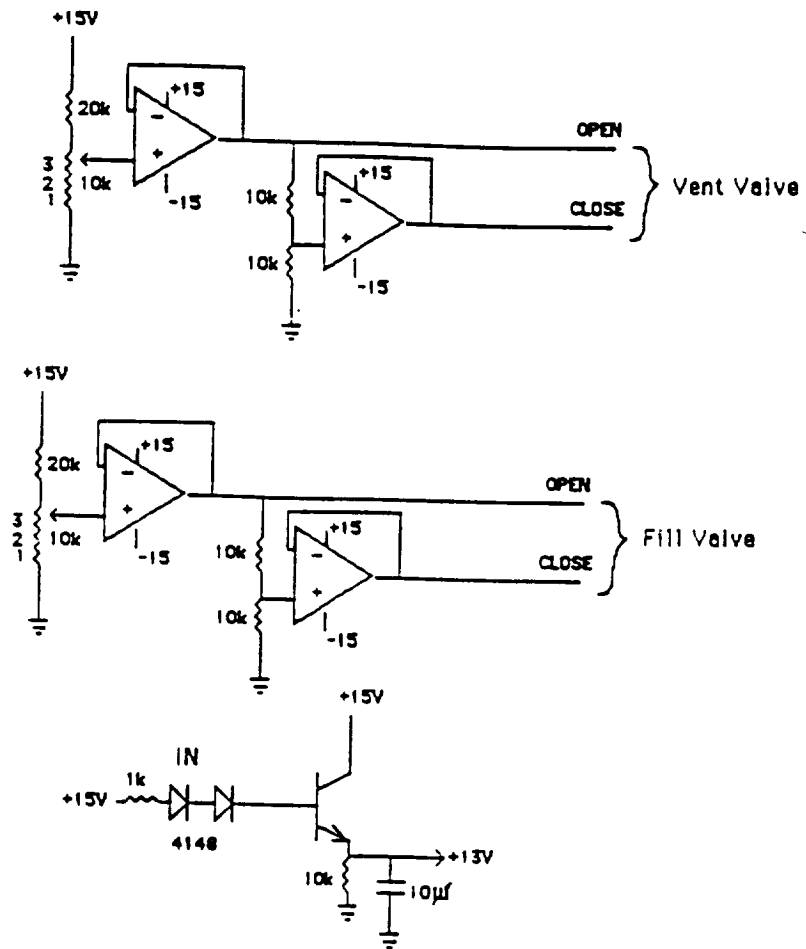 +15V
20k
3
2
1
10k
+15
-
+
-15
OPEN
10k
10k
+15
-
+
-15
CLOSE
Vent Valve
+15V
20k
3
2
1
10k
+15
-
+
-15
OPEN
10k
10k
+15
-
+
-15
CLOSE
Fill Valve
+15V
IN
1k
+15V
4148
10k
+13V
10μf